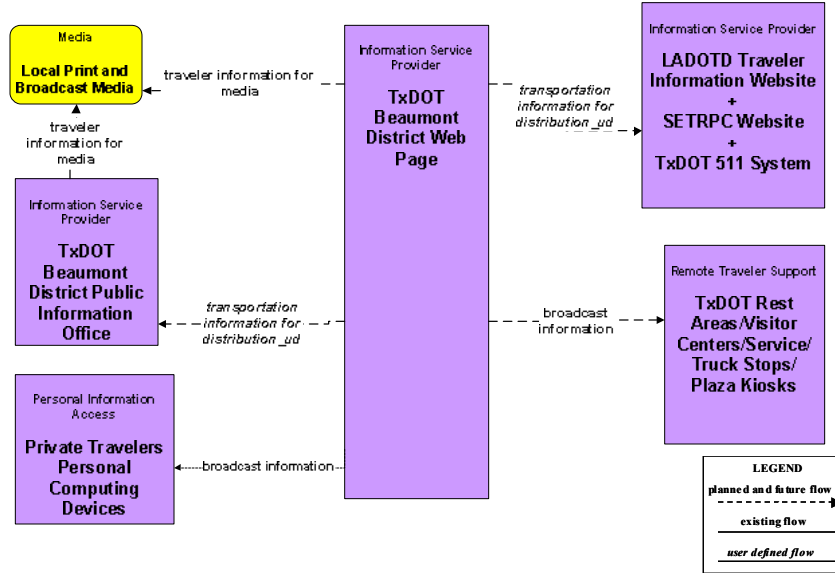 Media
Local Print and
Broadcast Media
traveler information for
media
traveler
information for
media
Information Service
Provider
TxDOT
Beaumont
District Public
Information
Office
transportation
information for
distribution_ud
Personal Information
Access
Private Travelers
Personal
Computing
Devices
broadcast information
Information Service
Provider
TxDOT
Beaumont
District Web
Page
transportation
information for
distribution_ud
Information Service Provider
LADOTD Traveler
Information Website
+
SETRPC Website
+
TxDOT 511 System
broadcast
information
Remote Traveler Support
TxDOT Rest
Areas/Visitor
Centers/Service/
Truck Stops/
Plaza Kiosks
LEGEND
planned and future flow
existing flow
user defined flow